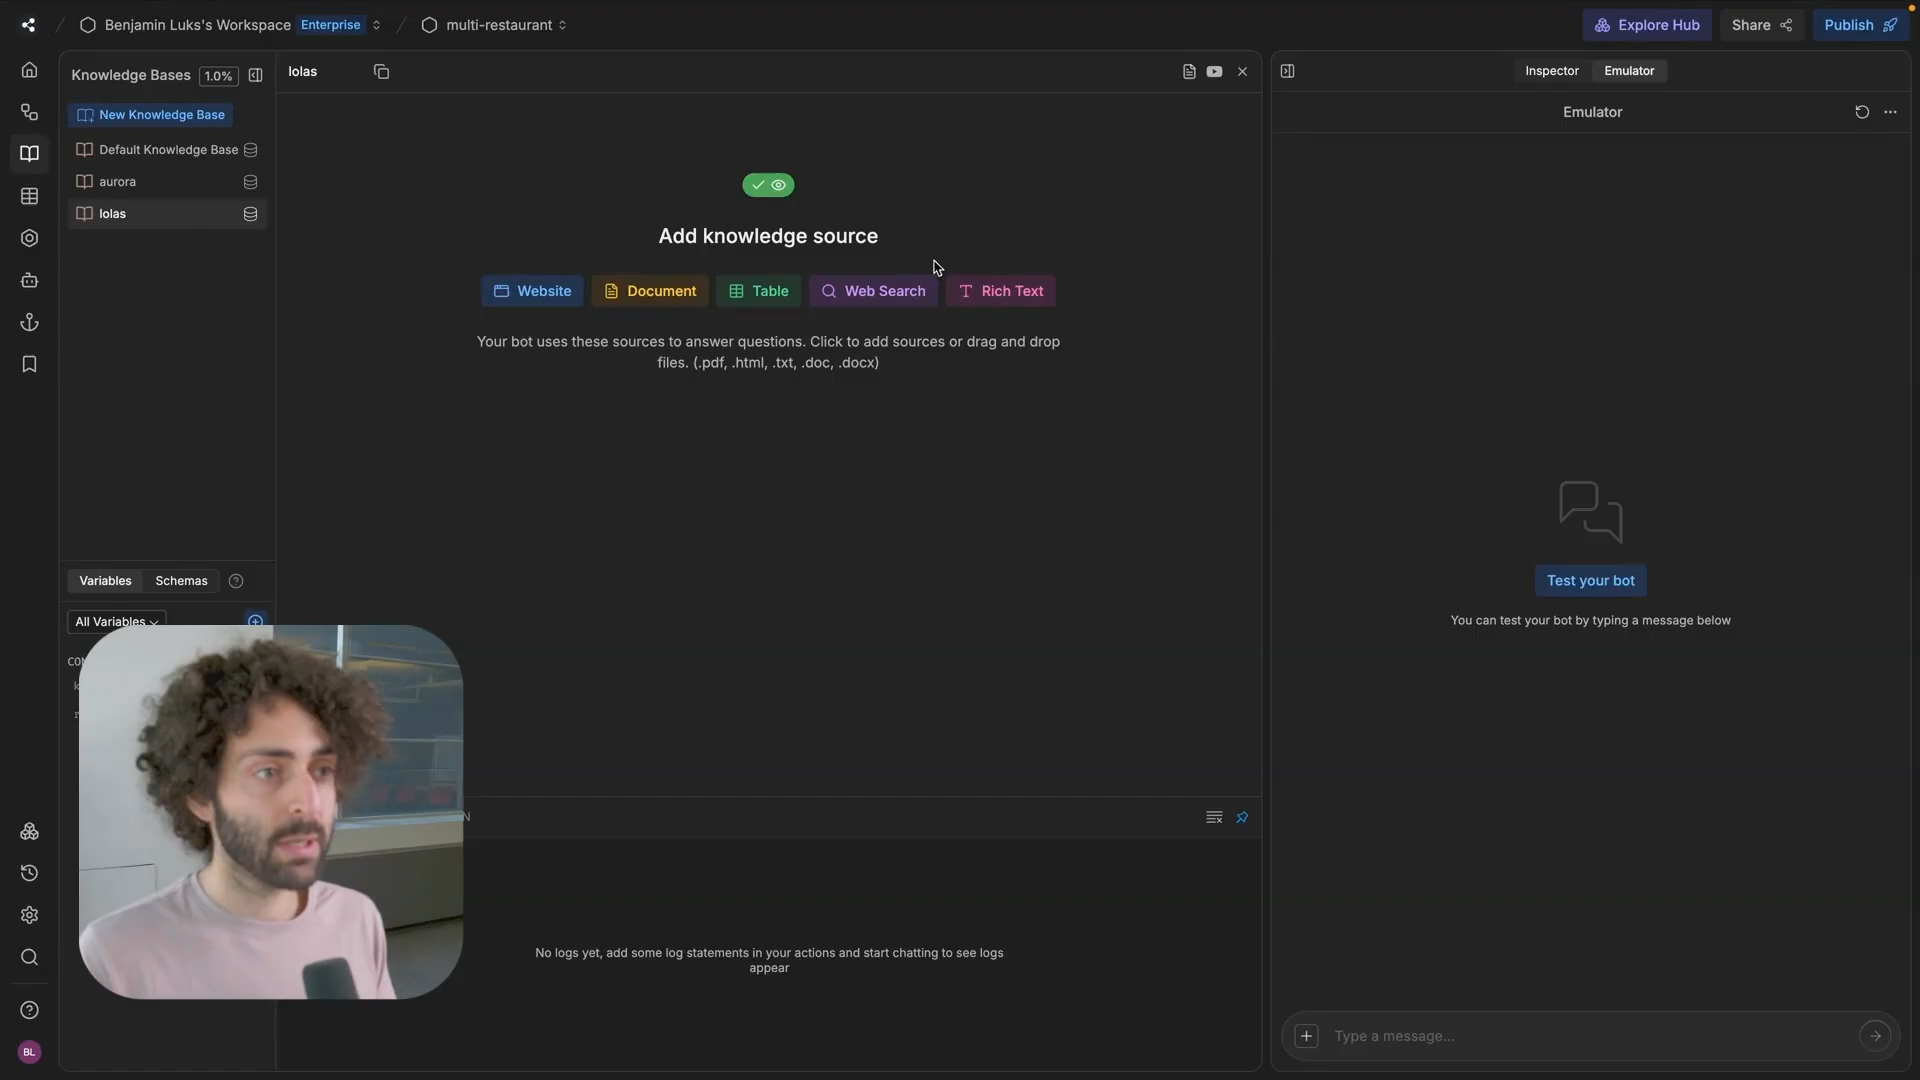 Benjamin Luks's Workspace Enterprise
multi-restaurant
Explore Hub
Share
Publish
Knowledge Bases 1.0%
New Knowledge Base
Default Knowledge Base
aurora
lolas
lolas
Add knowledge source
Website
Document
Table
Web Search
Rich Text
Your bot uses these sources to answer questions. Click to add sources or drag and drop
files. (.pdf, .html, .txt, .doc, .docx)
Variables
Schemas
All Variables
No logs yet, add some log statements in your actions and start chatting to see logs
appear
Inspector
Emulator
Emulator
Test your bot
You can test your bot by typing a message below
Type a message...
BL